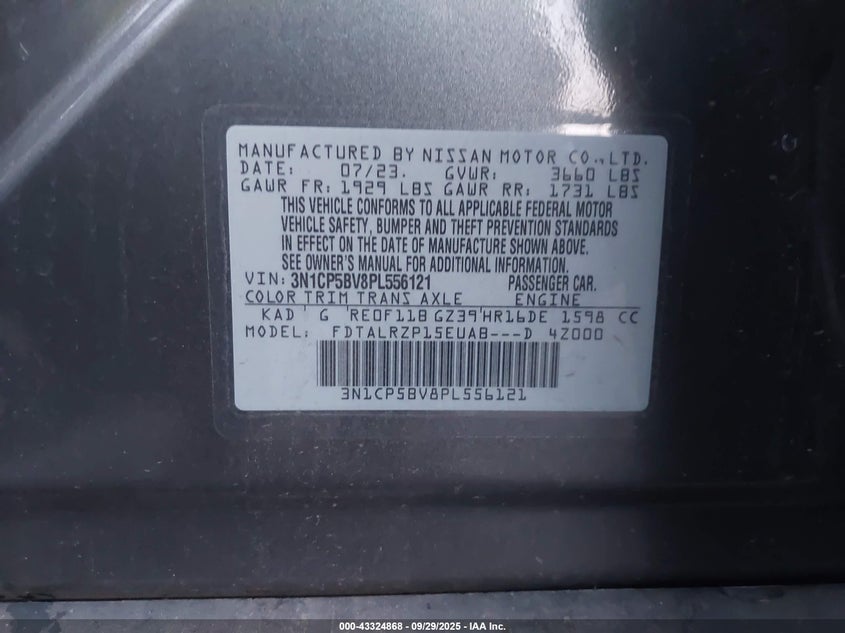 MANUFACTURED BY NISSAN MOTOR CO.,LTD.
DATE: 07/23. GVWR: 3660 LBS
GAWR FR: 1929 LBS GAWR RR: 1731 LBS
THIS VEHICLE CONFORMS TO ALL APPLICABLE FEDERAL MOTOR
VEHICLE SAFETY, BUMPER AND THEFT PREVENTION STANDARDS
IN EFFECT ON THE DATE OF MANUFACTURE SHOWN ABOVE.
SEE OWNER'S MANUAL FOR ADDITIONAL INFORMATION.
VIN: 3N1CP5BV8PL556121 PASSENGER CAR.
COLOR TRIM TRANS AXLE ENGINE
KAD G RE0F11B GZ39 HR16DE 1598 CC
MODEL: FDTALRZP15EUAB---D 4Z000
3N1CP5BV8PL556121
000-43324868 - 09/29/2025 - IAA Inc.